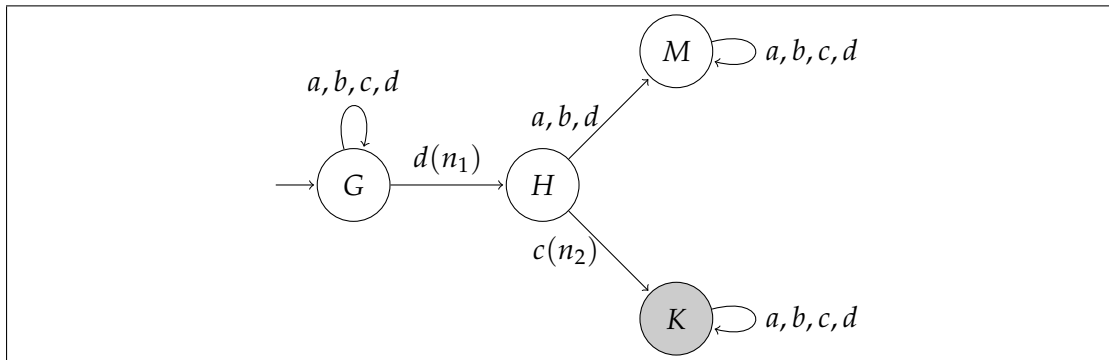 M
a, b, c, d
a, b, c, d
a, b, d
d(n₁)
G
H
c(n₂)
K
a, b, c, d